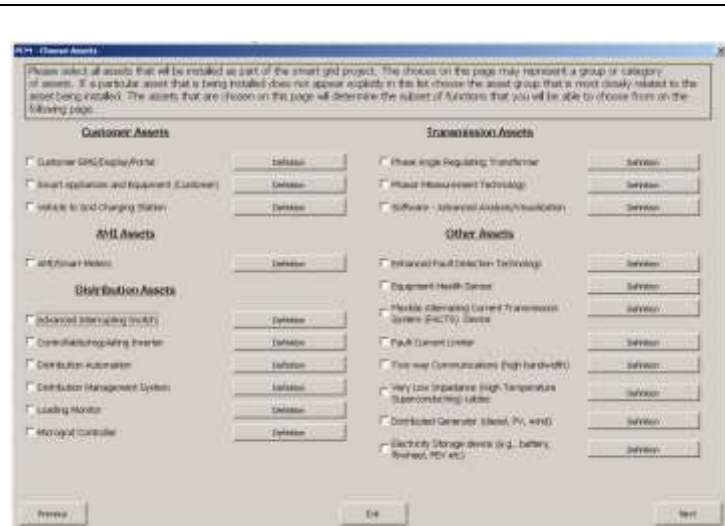 PEM - Choose Assets
Please select all assets that will be installed as part of the smart grid project. The choices on this page may represent a group or category
of assets. If a particular asset that is being installed does not appear explicitly in this list choose the asset group that is most closely related to the
asset being installed. The assets that are chosen on this page will determine the subset of functions that you will be able to choose from on the
following page.
Customer Assets
Customer EMS/Display/Portal Definition
Smart Appliances and Equipment (Customer) Definition
Vehicle to Grid Charging Station Definition
AMI Assets
AMI/Smart Meters Definition
Distribution Assets
Advanced Interrupting Switch Definition
Controllable/regulating Inverter Definition
Distribution Automation Definition
Distribution Management System Definition
Loading Monitor Definition
Microgrid Controller Definition
Transmission Assets
Phase Angle Regulating Transformer Definition
Phasor Measurement Technology Definition
Software - Advanced Analysis/Visualization Definition
Other Assets
Enhanced Fault Detection Technology Definition
Equipment Health Sensor Definition
Flexible Alternating Current Transmission
System (FACTS) Device Definition
Fault Current Limiter Definition
Two-way Communications (high bandwidth) Definition
Very Low Impedance (High Temperature
Superconducting) cables Definition
Distributed Generator (diesel, PV, wind) Definition
Electricity Storage device (e.g., battery,
flywheel, PEV etc) Definition
Previous Exit Next